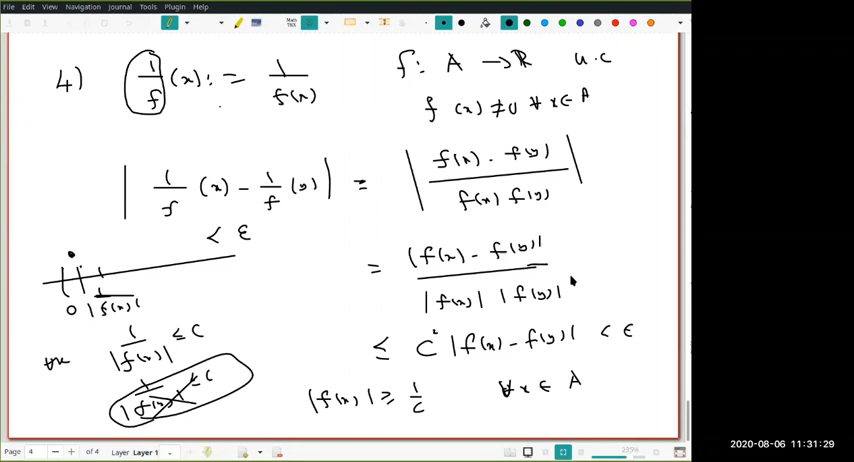 File Edit View Navigation Journal Tools Plugin Help
4) 1/f (x) := 1/f(x)
f : A → ℝ u.c
f(x) ≠ 0 ∀ x ∈ A
| 1/f (x) - 1/f (y) | = | f(x) - f(y) / f(x) f(y) |
< ε
= |f(x) - f(y)| / |f(x)| |f(y)|
0 |f(x)|
1/|f(x)| ≤ C
≤ C² |f(x) - f(y)| < ε
1/|f(x)| ≤ C
|f(x)| ≥ 1/C ∀ x ∈ A
Page 4 of 4 Layer Layer 1 235%
2020-08-06 11:31:29